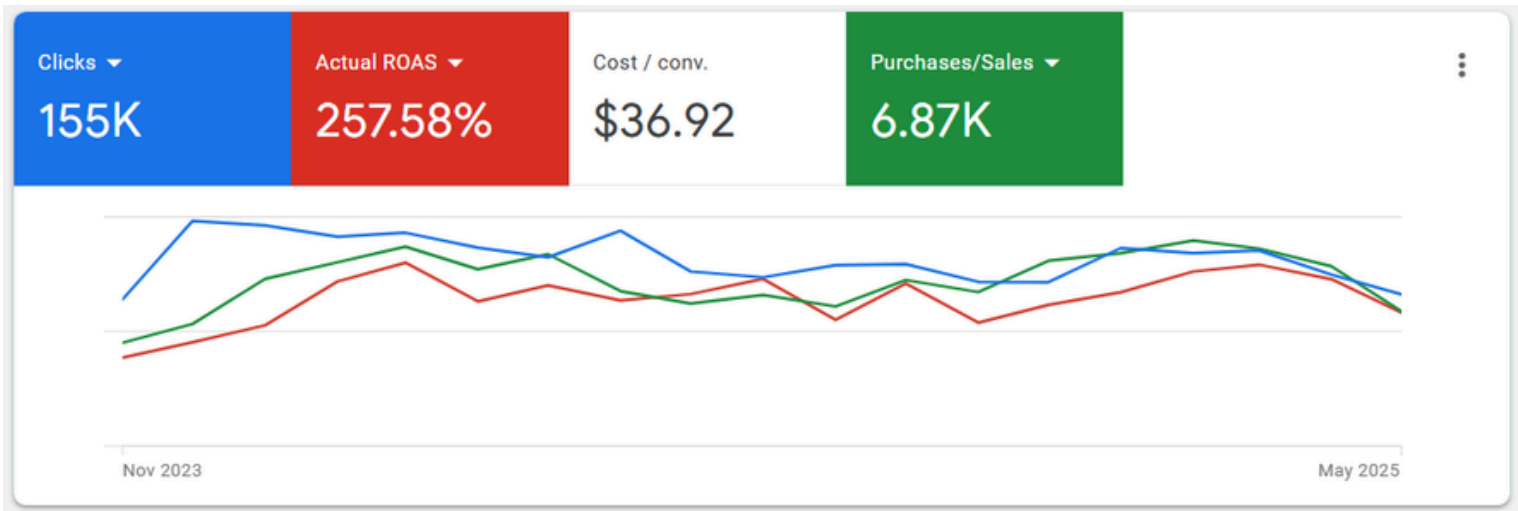 Clicks
155K
Actual ROAS
257.58%
Cost / conv.
$36.92
Purchases/Sales
6.87K
Nov 2023
May 2025